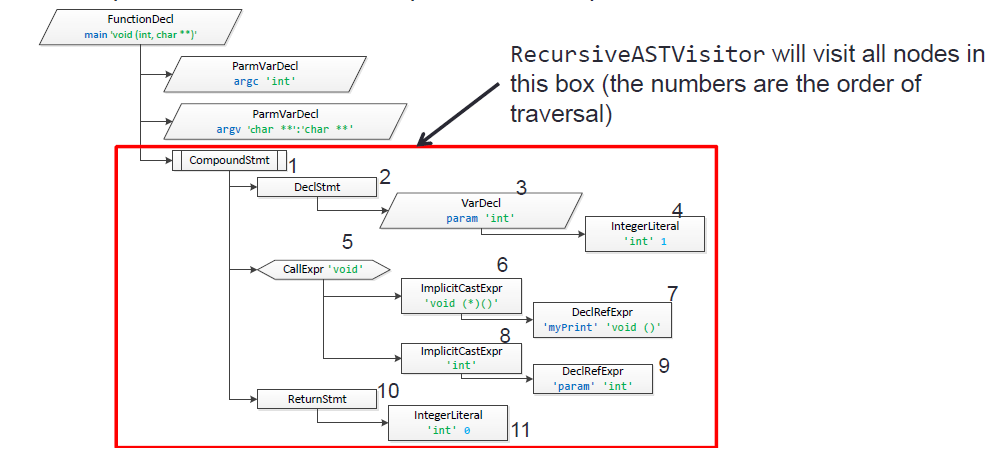 FunctionDecl
main 'void (int, char **)'
ParmVarDecl
argc 'int'
ParmVarDecl
argv 'char **':'char **'
RecursiveASTVisitor will visit all nodes in
this box (the numbers are the order of
traversal)
CompoundStmt 1
DeclStmt 2
VarDecl 3
param 'int'
IntegerLiteral 4
'int' 1
CallExpr 'void' 5
ImplicitCastExpr 6
'void (*)()'
DeclRefExpr 7
'myPrint' 'void ()'
ImplicitCastExpr 8
'int'
DeclRefExpr 9
'param' 'int'
ReturnStmt 10
IntegerLiteral
'int' 0 11